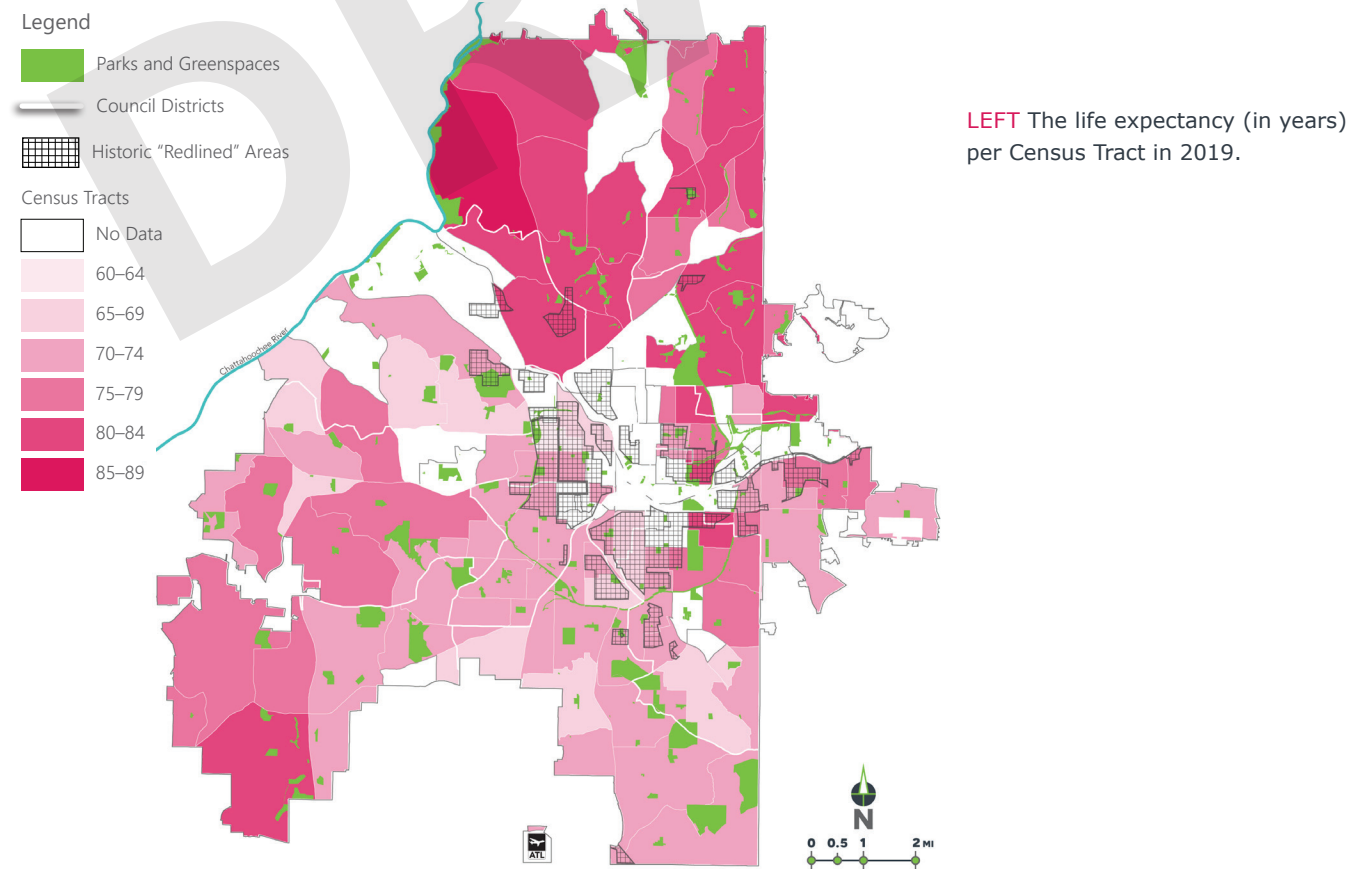 Legend
Parks and Greenspaces
Council Districts
Historic “Redlined” Areas
Census Tracts
No Data
60–64
65–69
70–74
75–79
80–84
85–89
Chattahoochee River
LEFT The life expectancy (in years)
per Census Tract in 2019.
ATL
N
0 0.5 1 2 MI